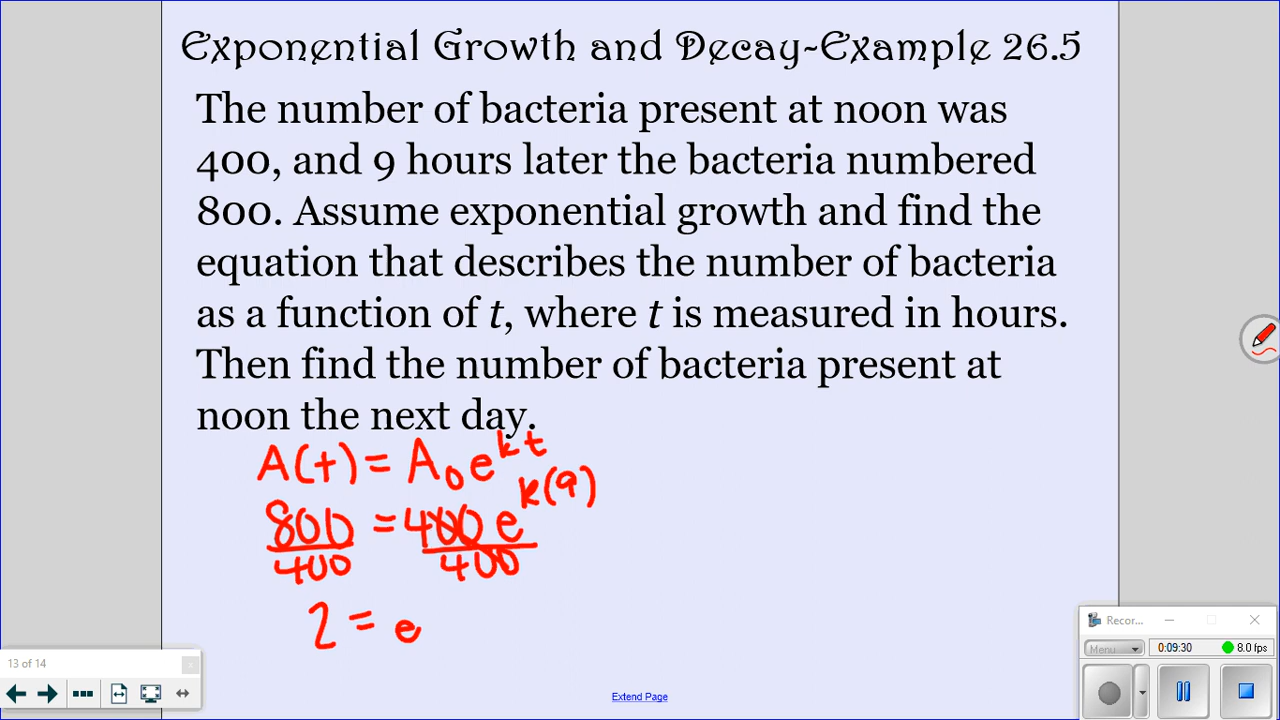 Exponential Growth and Decay-Example 26.5
The number of bacteria present at noon was
400, and 9 hours later the bacteria numbered
800. Assume exponential growth and find the
equation that describes the number of bacteria
as a function of t, where t is measured in hours.
Then find the number of bacteria present at
noon the next day.
A(t) = A₀e^kt
800 = 400 e^k(9)
400 400
2 = e
Recor...
Menu
0:09:30
8.0 fps
13 of 14
Extend Page